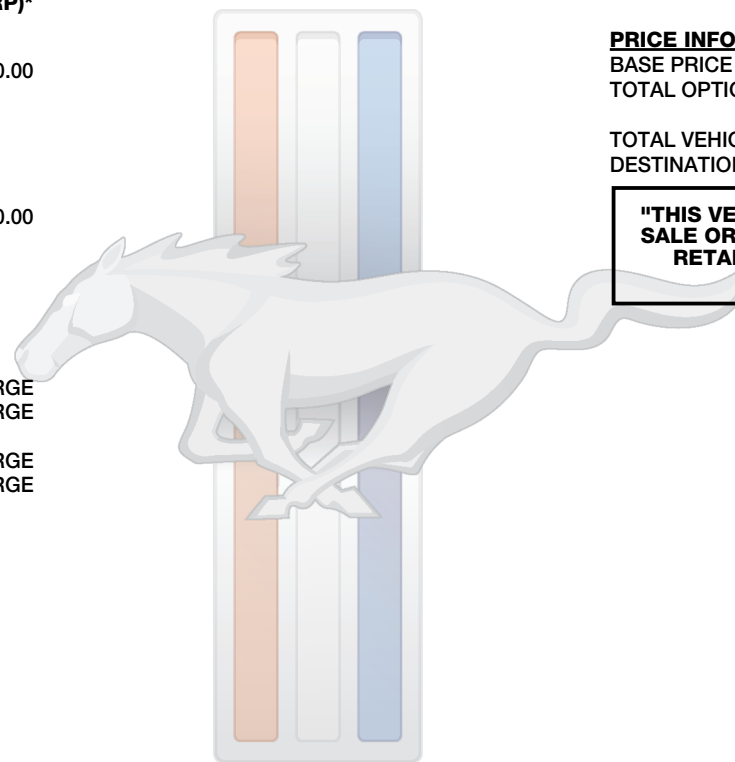 RP)*
0.00
0.00
RGE
RGE
RGE
RGE
PRICE INFO
BASE PRICE
TOTAL OPTIO
TOTAL VEHIC
DESTINATION
"THIS VE
SALE OR
RETAI